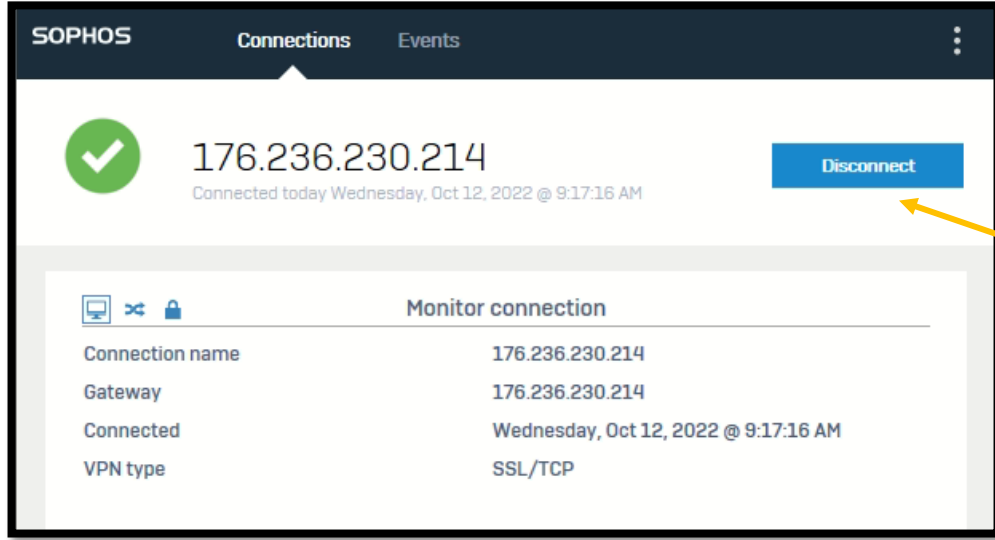 SOPHOS Connections Events
176.236.230.214
Disconnect
Connected today Wednesday, Oct 12, 2022 @ 9:17:16 AM
Monitor connection
Connection name 176.236.230.214
Gateway 176.236.230.214
Connected Wednesday, Oct 12, 2022 @ 9:17:16 AM
VPN type SSL/TCP